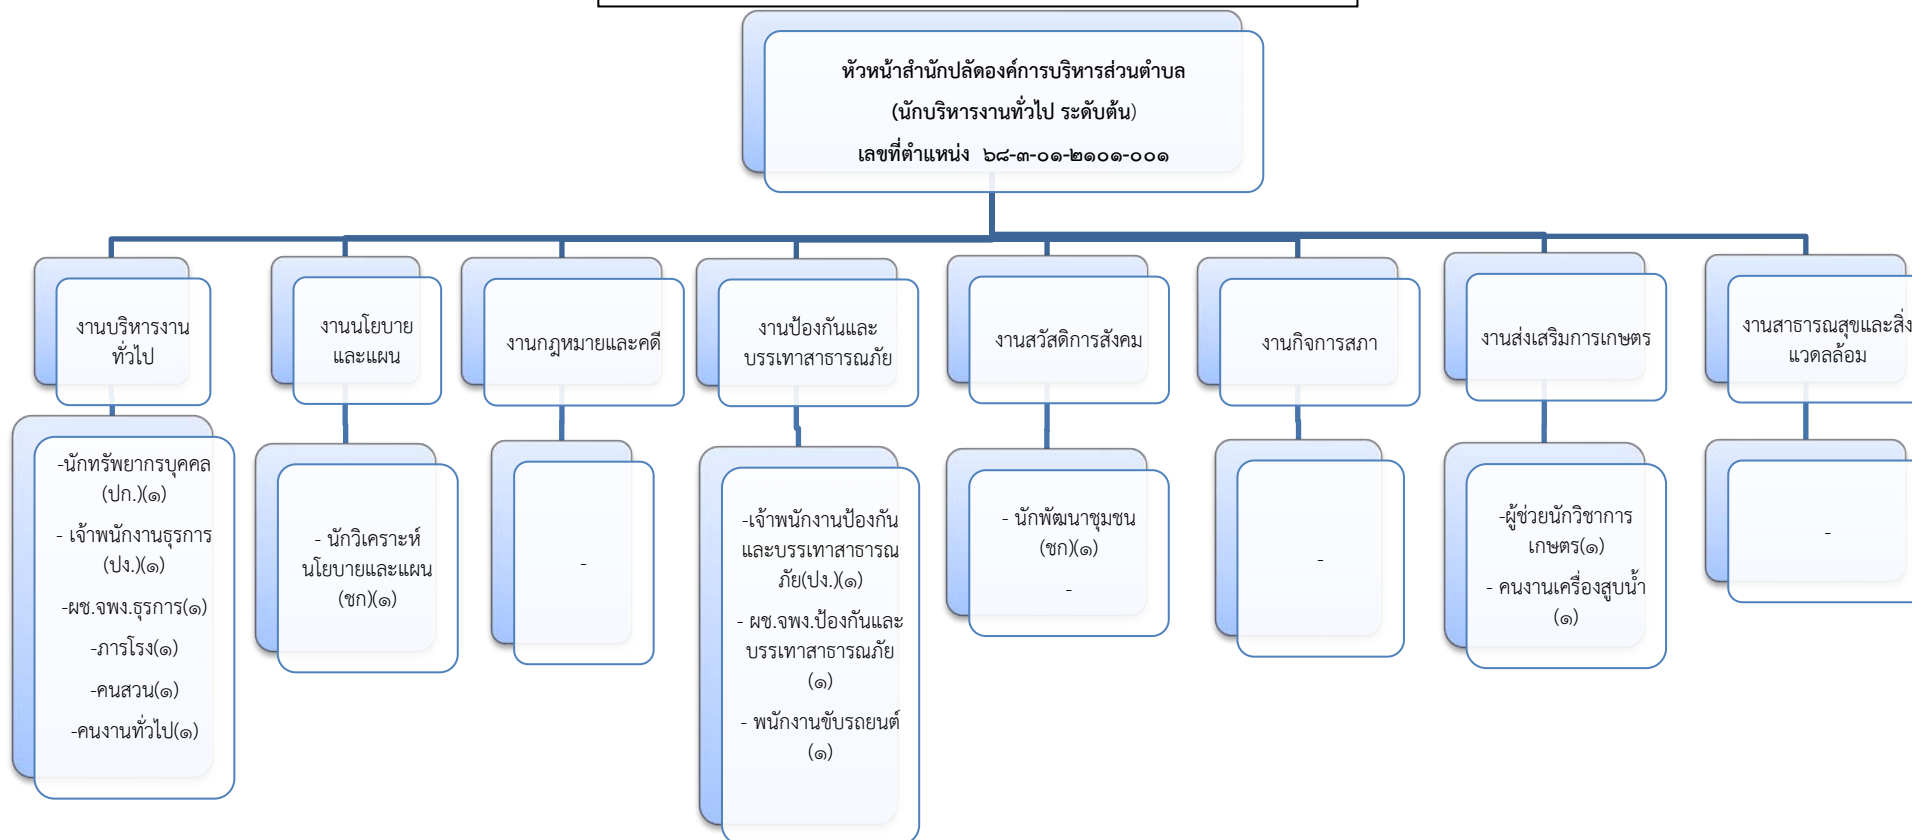 หัวหน้าสำนักปลัดองค์การบริหารส่วนตำบล
(นักบริหารงานทั่วไป ระดับต้น)
เลขที่ตำแหน่ง ๖๘-๓-๐๑-๒๑๐๑-๐๐๑
งานบริหารงาน
ทั่วไป
งานนโยบาย
และแผน
งานกฎหมายและคดี
งานป้องกันและ
บรรเทาสาธารณภัย
งานสวัสดิการสังคม
งานกิจการสภา
งานส่งเสริมการเกษตร
งานสาธารณสุขและสิ่ง
แวดลล้อม
-นักทรัพยากรบุคคล
(ปก.)(๑)
- เจ้าพนักงานธุรการ
(ปง.)(๑)
-ผช.จพง.ธุรการ(๑)
-ภารโรง(๑)
-คนสวน(๑)
-คนงานทั่วไป(๑)
- นักวิเคราะห์
นโยบายและแผน
(ชก)(๑)
-
-เจ้าพนักงานป้องกัน
และบรรเทาสาธารณ
ภัย(ปง.)(๑)
- ผช.จพง.ป้องกันและ
บรรเทาสาธารณภัย
(๑)
- พนักงานขับรถยนต์
(๑)
- นักพัฒนาชุมชน
(ชก)(๑)
-
-
-ผู้ช่วยนักวิชาการ
เกษตร(๑)
- คนงานเครื่องสูบน้ำ
(๑)
-